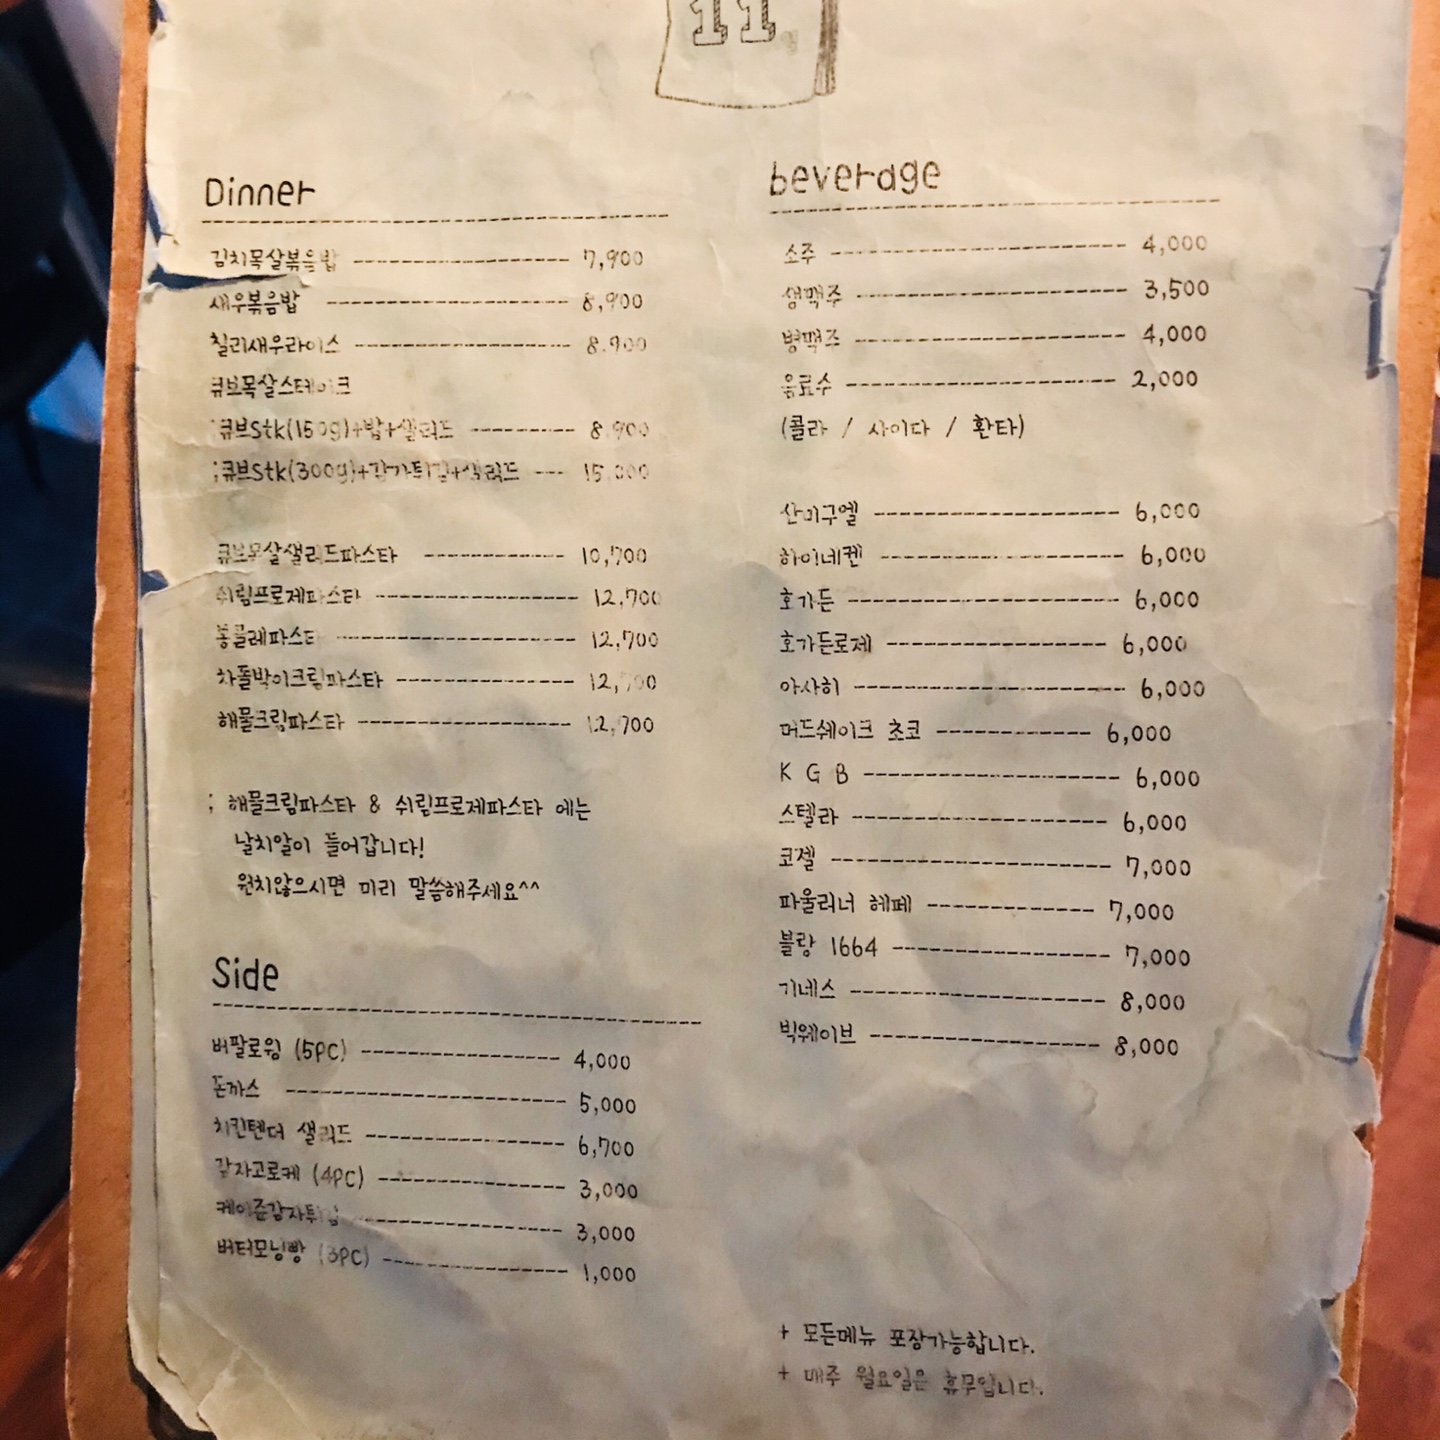 11
Dinner
김치목살볶음밥 ---------------- 7,900
새우볶음밥 ---------------- 8,900
칠리새우라이스 ---------------- 8,900
큐브목살스테이크
;큐브stk(150g)+밥+샐러드 -------- 8,900
;큐브stk(300g)+감자튀김+샐러드 --- 15,000
큐브목살샐러드파스타 ---------- 10,700
쉬림프로제파스타 -------------- 12,700
봉골레파스타 ---------------- 12,700
차돌박이크림파스타 ------------ 12,700
해물크림파스타 -------------- 12,700
; 해물크림파스타 & 쉬림프로제파스타 에는
날치알이 들어갑니다!
원치않으시면 미리 말씀해주세요^^
Side
버팔로윙 (5PC) -------------- 4,000
돈까스 -------------------- 5,000
치킨텐더 샐러드 -------------- 6,700
감자고로케 (4PC) ------------- 3,000
케이준감자튀김 -------------- 3,000
버터모닝빵 (3PC) ------------- 1,000
beverage
소주 -------------------- 4,000
생맥주 ------------------ 3,500
병맥주 ------------------ 4,000
음료수 ------------------ 2,000
(콜라 / 사이다 / 환타)
산미구엘 ---------------- 6,000
하이네켄 ---------------- 6,000
호가든 ------------------ 6,000
호가든로제 -------------- 6,000
아사히 ------------------ 6,000
머드쉐이크 초코 ---------- 6,000
K G B ------------------ 6,000
스텔라 ------------------ 6,000
코젤 -------------------- 7,000
파울리너 헤페 ------------ 7,000
블랑 1664 -------------- 7,000
기네스 ------------------ 8,000
빅웨이브 ---------------- 8,000
+ 모든메뉴 포장가능합니다.
+ 매주 월요일은 휴무입니다.